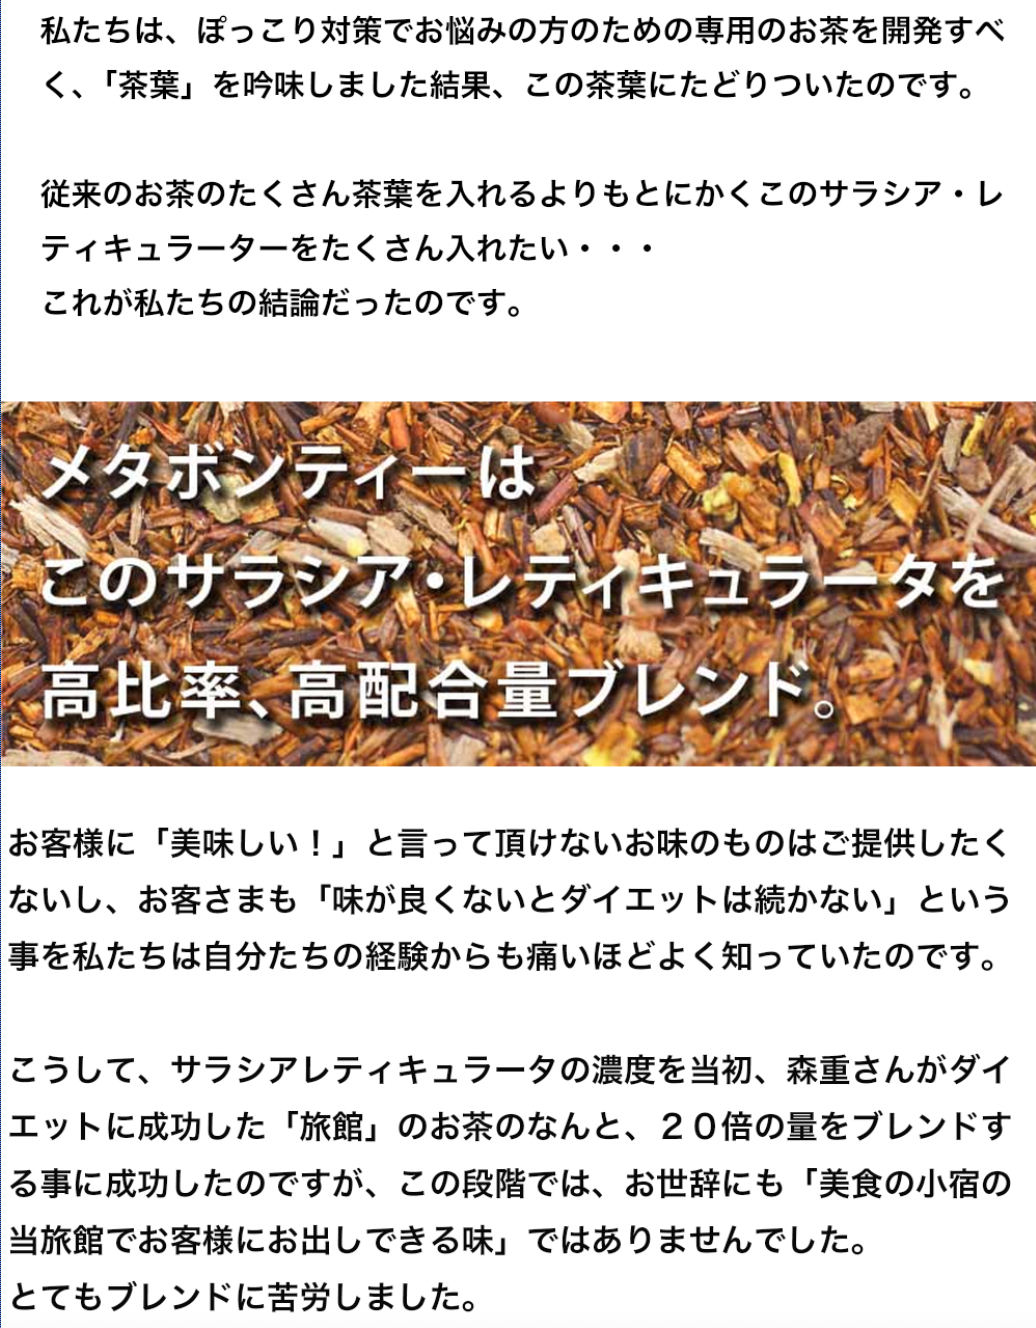 私たちは、ぽっこり対策でお悩みの方のための専用のお茶を開発すべ
く、「茶葉」を吟味しました結果、この茶葉にたどりついたのです。
従来のお茶のたくさん茶葉を入れるよりもとにかくこのサラシア・レ
ティキュラーターをたくさん入れたい・・・
これが私たちの結論だったのです。
メタボンティーは
このサラシア・レティキュラータを
高比率、高配合量ブレンド。
お客様に「美味しい！」と言って頂けないお味のものはご提供したく
ないし、お客さまも「味が良くないとダイエットは続かない」という
事を私たちは自分たちの経験からも痛いほどよく知っていたのです。
こうして、サラシアレティキュラータの濃度を当初、森重さんがダイ
エットに成功した「旅館」のお茶のなんと、２０倍の量をブレンドす
る事に成功したのですが、この段階では、お世辞にも「美食の小宿の
当旅館でお客様にお出しできる味」ではありませんでした。
とてもブレンドに苦労しました。